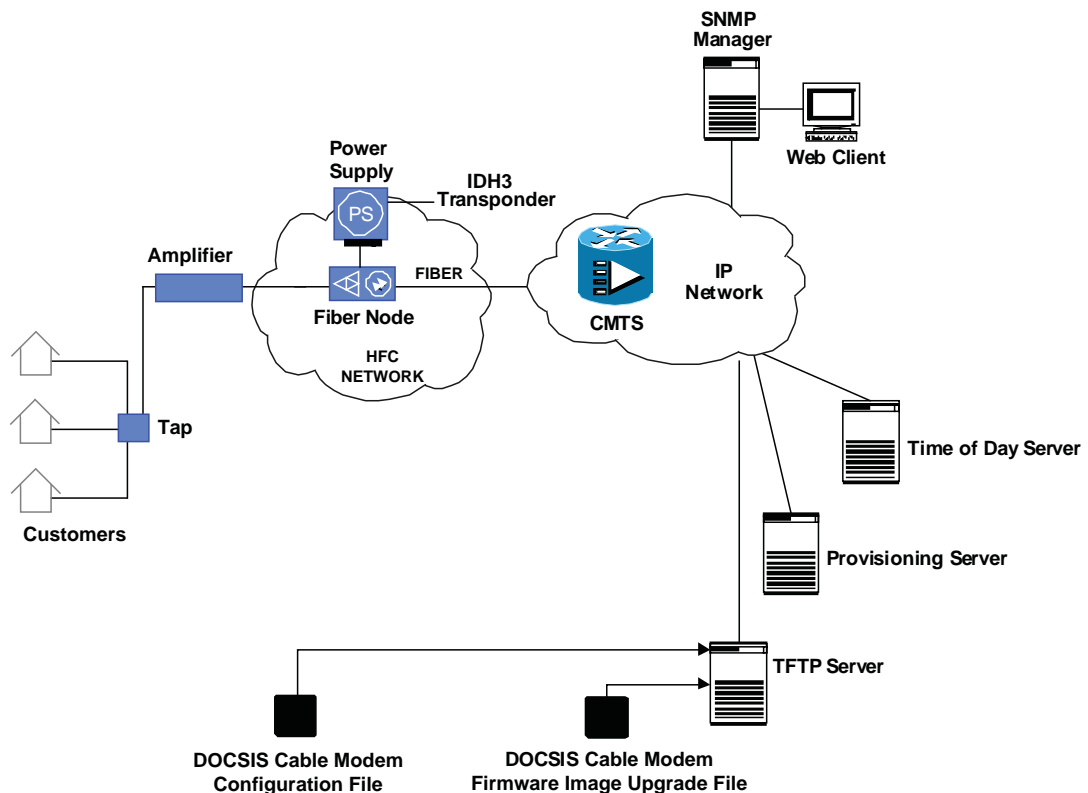 SNMP
Manager
Web Client
Power
Supply
PS
IDH3
Transponder
Amplifier
FIBER
Fiber Node
HFC
NETWORK
IP
Network
CMTS
Tap
Customers
Time of Day Server
Provisioning Server
TFTP Server
DOCSIS Cable Modem
Configuration File
DOCSIS Cable Modem
Firmware Image Upgrade File